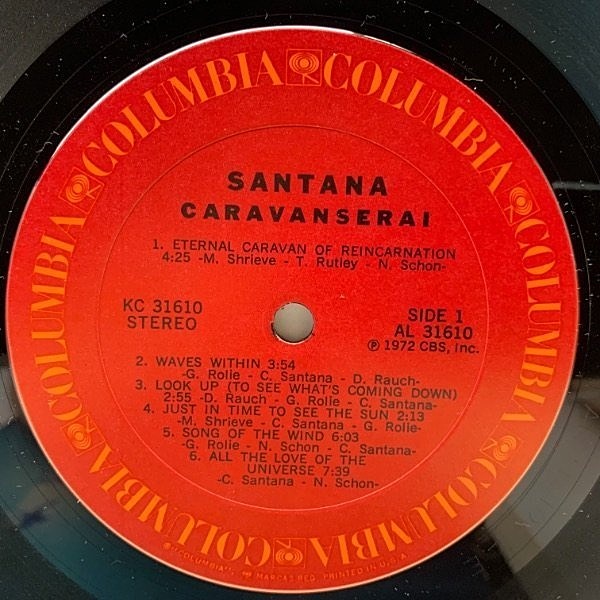 COLUMBIA COLUMBIA COLUMBIA COLUMBIA COLUMBIA COLUMBIA
SANTANA
CARAVANSERAI
1. ETERNAL CARAVAN OF REINCARNATION
4:25 -M. Shrieve - T. Rutley - N. Schon-
KC 31610
STEREO
SIDE 1
AL 31610
Ⓟ 1972 CBS, Inc.
2. WAVES WITHIN 3:54
-G. Rolie - C. Santana - D. Rauch-
3. LOOK UP (TO SEE WHAT'S COMING DOWN)
2:55 -D. Rauch - G. Rolie - C. Santana-
4. JUST IN TIME TO SEE THE SUN 2:13
-M. Shrieve - C. Santana - G. Rolie-
5. SONG OF THE WIND 6:03
-G. Rolie - N. Schon - C. Santana-
6. ALL THE LOVE OF THE
UNIVERSE 7:39
-C. Santana - N. Schon-
"COLUMBIA", MARCAS REG. PRINTED IN U.S.A.